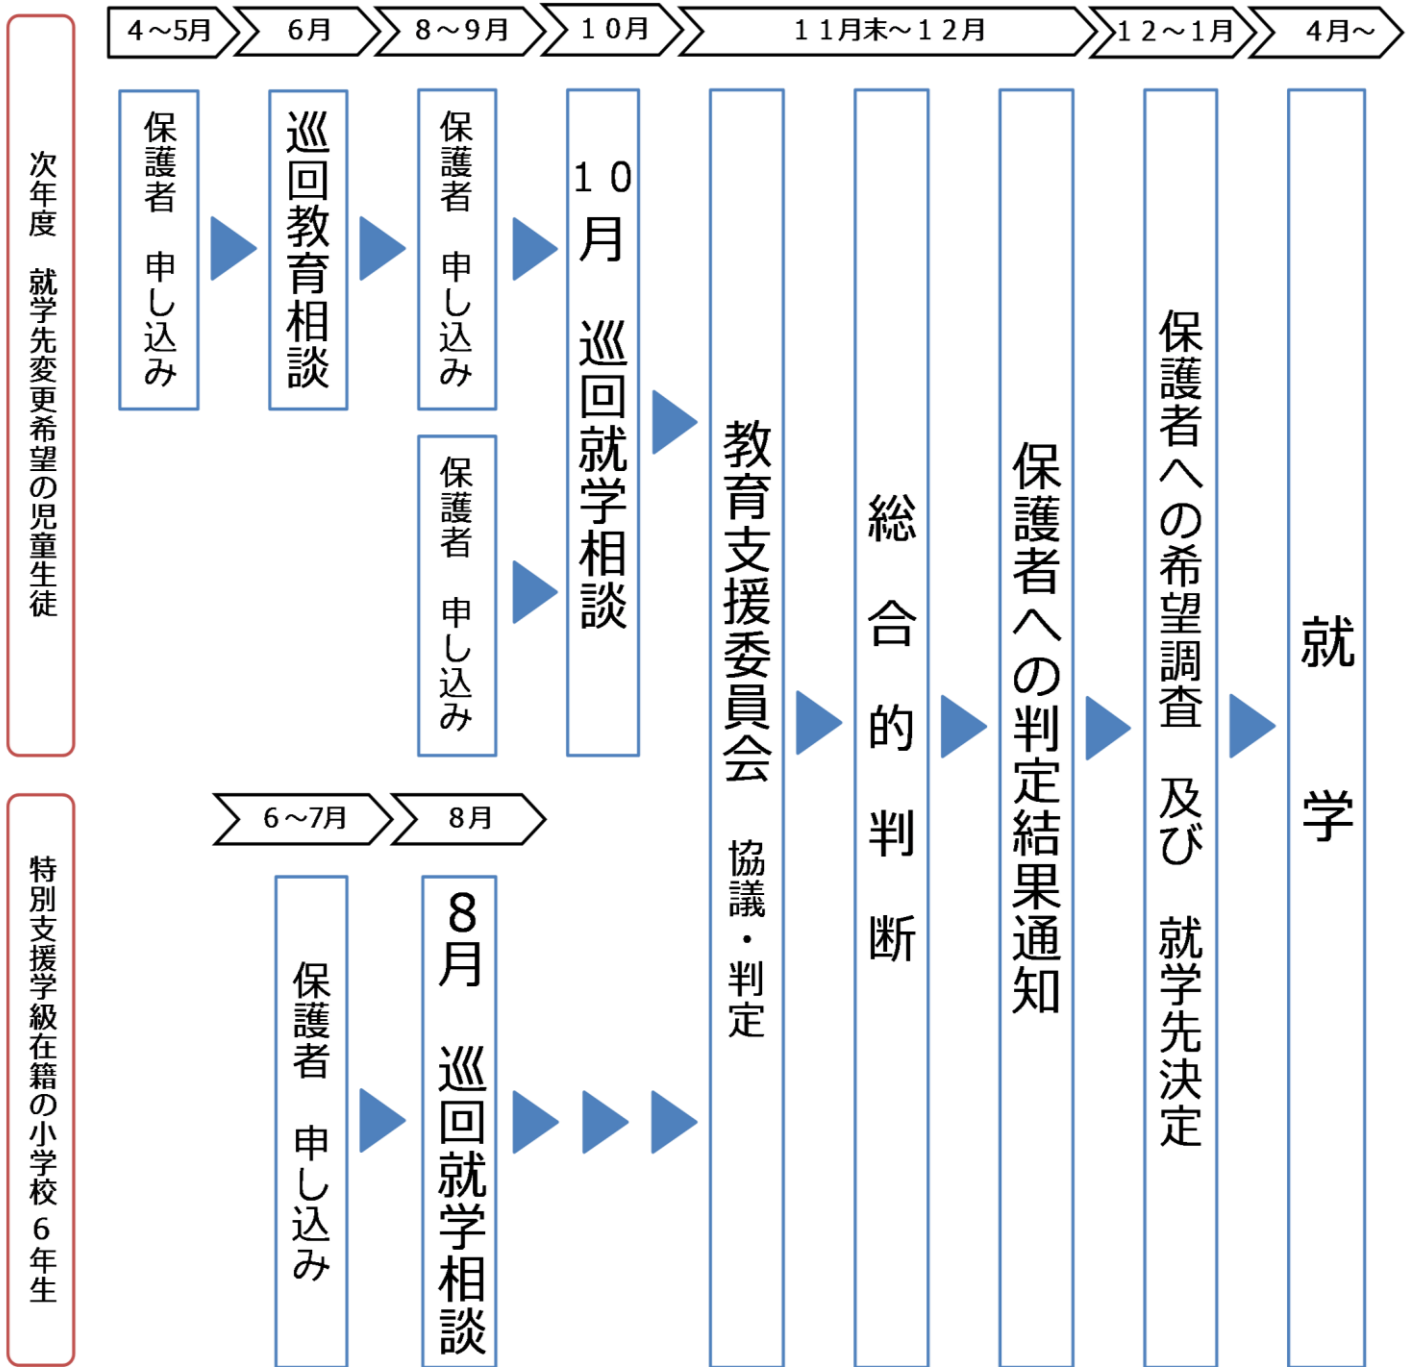 4～5月
6月
8～9月
１０月
１１月末～１２月
１２～１月
4月～
次年度　就学先変更希望の児童生徒
保護者　申し込み
巡回教育相談
保護者　申し込み
保護者　申し込み
１０月　巡回就学相談
教育支援委員会　協議・判定
総合的判断
保護者への判定結果通知
保護者への希望調査　及び　就学先決定
就学
6～7月
8月
特別支援学級在籍の小学校6年生
保護者　申し込み
8月　巡回就学相談